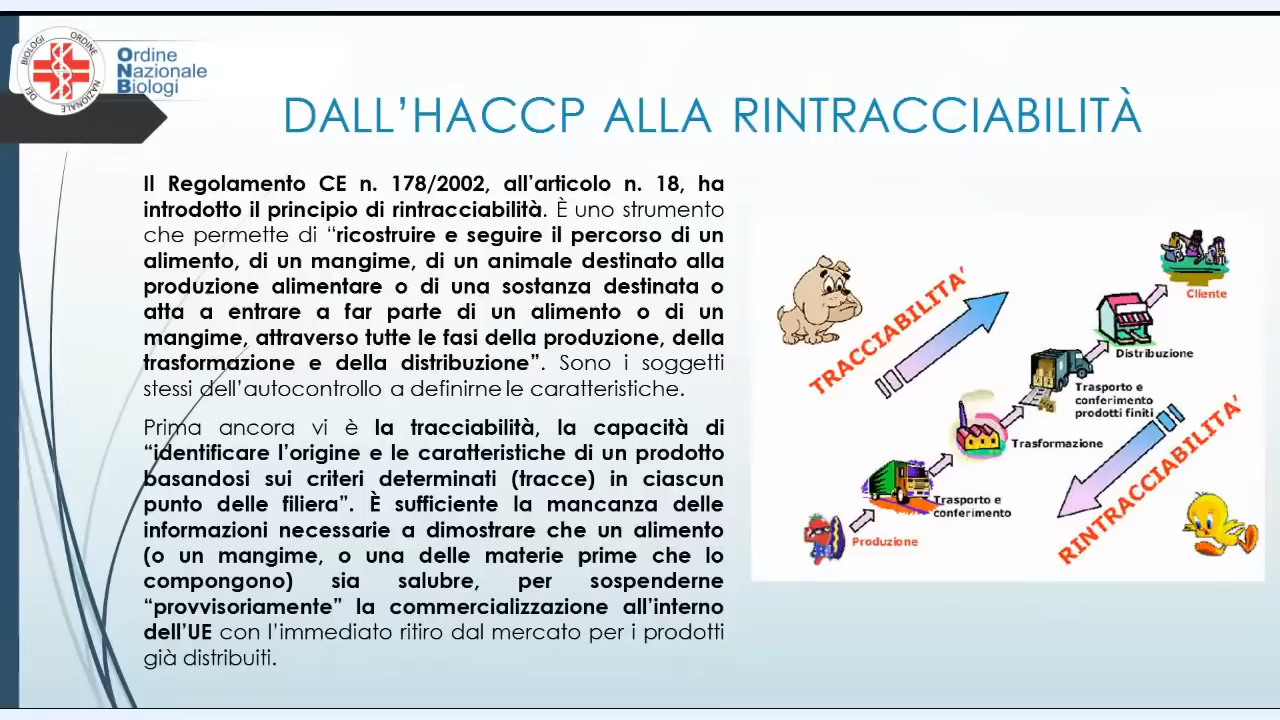 BIOLOGI ORDINE NAZIONALE DEI
Ordine
Nazionale
Biologi
DALL’HACCP ALLA RINTRACCIABILITÀ
Il Regolamento CE n. 178/2002, all’articolo n. 18, ha
introdotto il principio di rintracciabilità. È uno strumento
che permette di “ricostruire e seguire il percorso di un
alimento, di un mangime, di un animale destinato alla
produzione alimentare o di una sostanza destinata o
atta a entrare a far parte di un alimento o di un
mangime, attraverso tutte le fasi della produzione, della
trasformazione e della distribuzione”. Sono i soggetti
stessi dell’autocontrollo a definirne le caratteristiche.
Prima ancora vi è la tracciabilità, la capacità di
“identificare l’origine e le caratteristiche di un prodotto
basandosi sui criteri determinati (tracce) in ciascun
punto delle filiera”. È sufficiente la mancanza delle
informazioni necessarie a dimostrare che un alimento
(o un mangime, o una delle materie prime che lo
compongono) sia salubre, per sospenderne
“provvisoriamente” la commercializzazione all’interno
dell’UE con l’immediato ritiro dal mercato per i prodotti
già distribuiti.
TRACCIABILITA’
Cliente
Distribuzione
Trasporto e
conferimento
prodotti finiti
Trasformazione
Trasporto e
conferimento
Produzione
RINTRACCIABILITA’